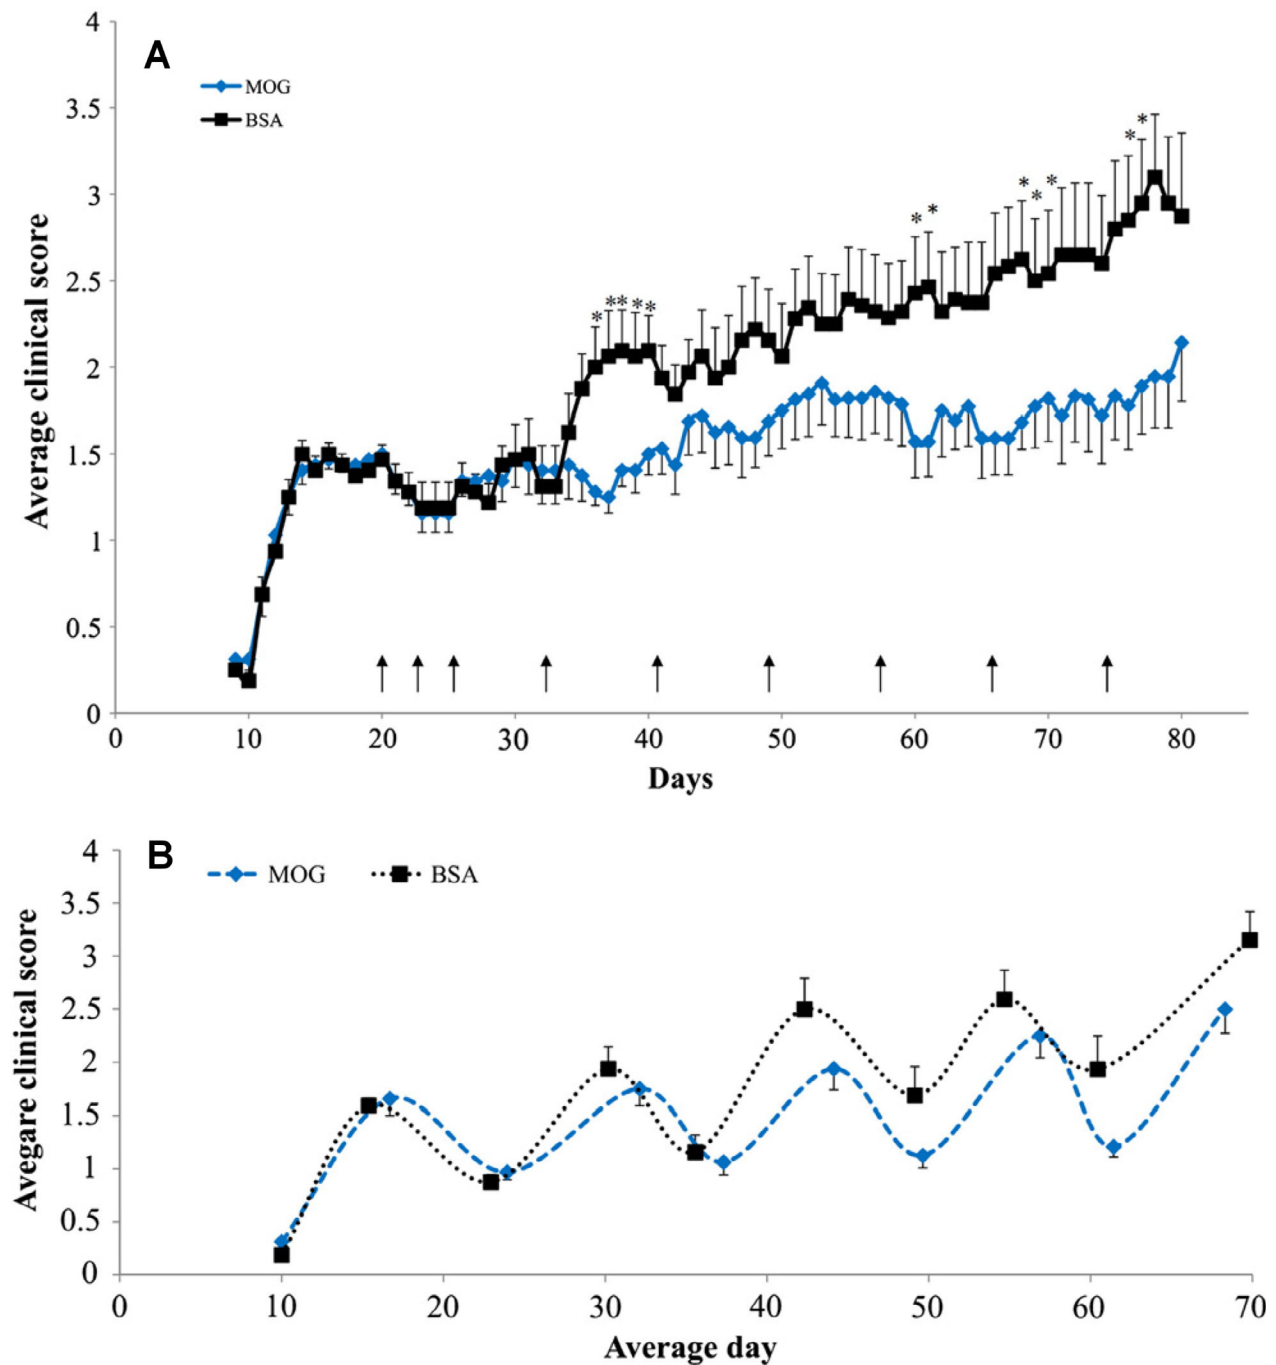 A
MOG
BSA
4
3.5
3
2.5
2
1.5
1
0.5
0
Average clinical score
* ** ** * * * * * * *
0 10 20 30 40 50 60 70 80
Days
B
MOG BSA
4
3.5
3
2.5
2
1.5
1
0.5
0
Avegare clinical score
0 10 20 30 40 50 60 70
Average day